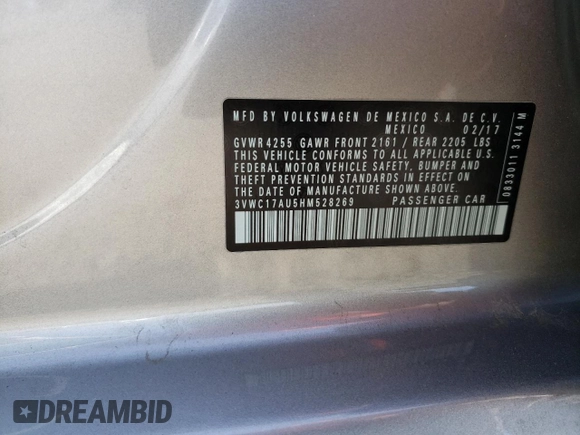 MFD BY VOLKSWAGEN DE MEXICO S.A. DE C.V.
MEXICO 02/17
GVWR 4255 GAWR FRONT 2161 / REAR 2205 LBS
THIS VEHICLE CONFORMS TO ALL APPLICABLE U.S.
FEDERAL MOTOR VEHICLE SAFETY, BUMPER AND
THEFT PREVENTION STANDARDS IN EFFECT ON
THE DATE OF MANUFACTURE SHOWN ABOVE.
3VWC17AU5HM528269 PASSENGER CAR
0833011 3144 M
DREAMBID